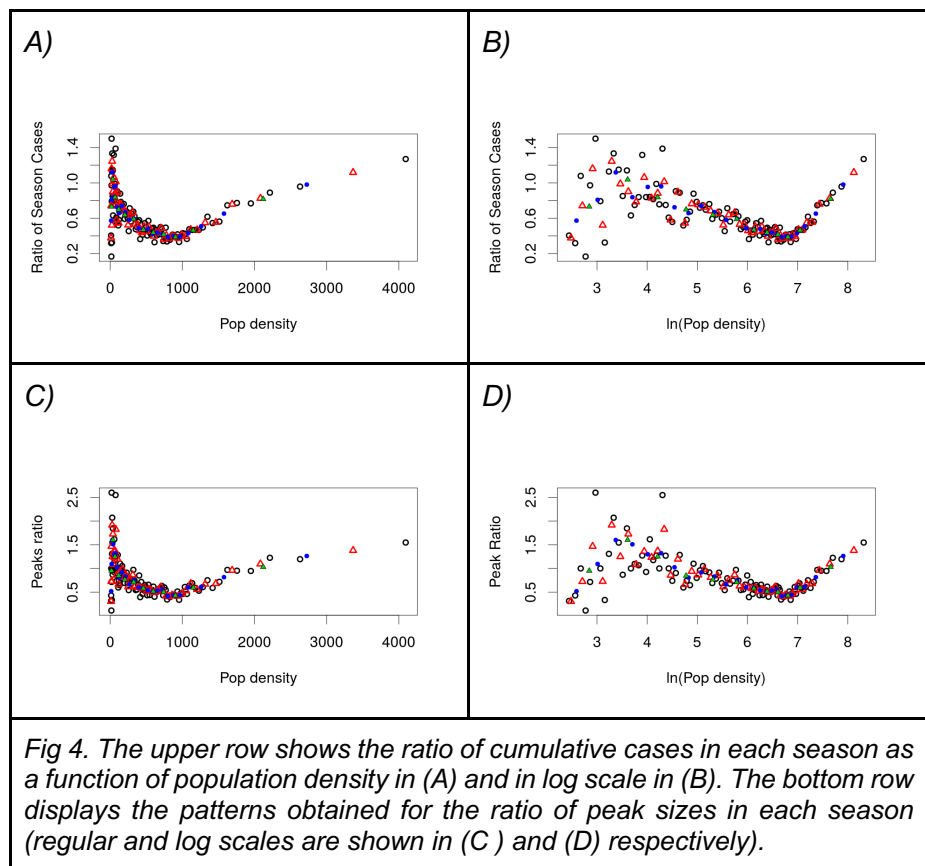 A)
Ratio of Season Cases
0.2 0.6 1.0 1.4
0 1000 2000 3000 4000
Pop density
B)
Ratio of Season Cases
0.2 0.6 1.0 1.4
3 4 5 6 7 8
ln(Pop density)
C)
Peaks ratio
0.5 1.5 2.5
0 1000 2000 3000 4000
Pop density
D)
Peak Ratio
0.5 1.5 2.5
3 4 5 6 7 8
ln(Pop density)
Fig 4. The upper row shows the ratio of cumulative cases in each season as
a function of population density in (A) and in log scale in (B). The bottom row
displays the patterns obtained for the ratio of peak sizes in each season
(regular and log scales are shown in (C ) and (D) respectively).